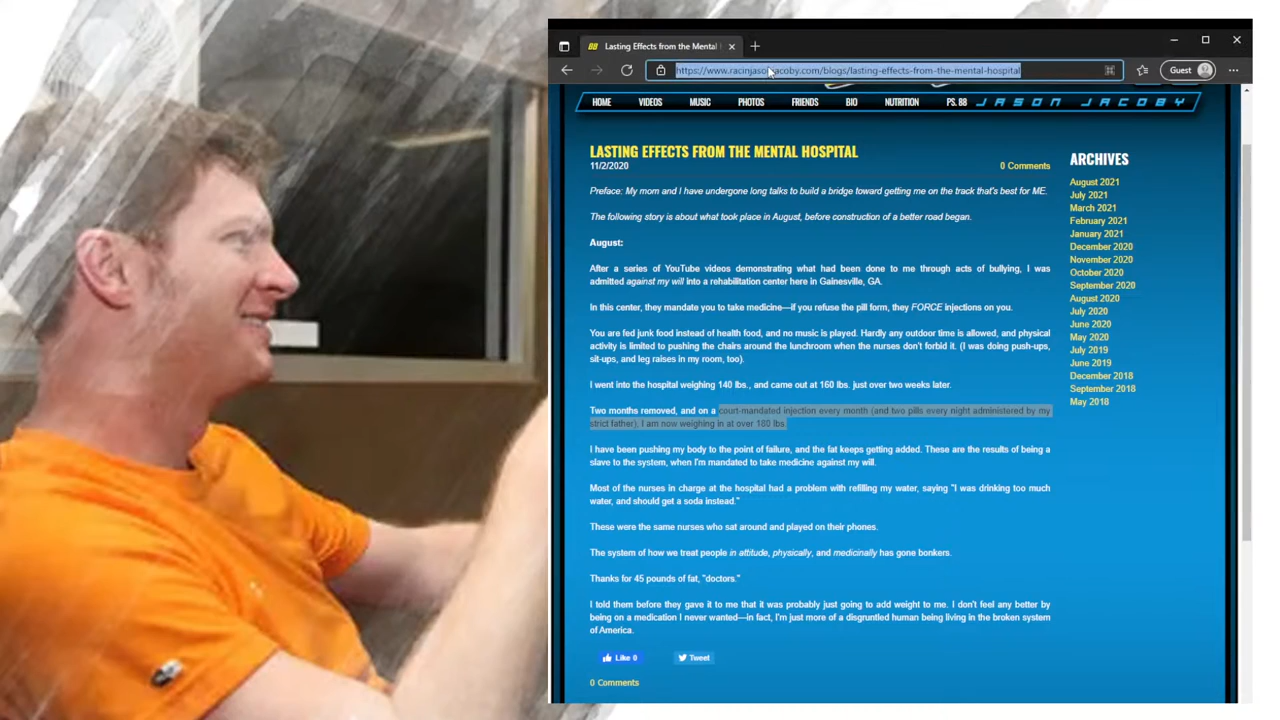 Lasting Effects from the Mental
https://www.racinjasonjacoby.com/blogs/lasting-effects-from-the-mental-hospital
Guest
HOME VIDEOS MUSIC PHOTOS FRIENDS BIO NUTRITION PS. 88 JASON JACOBY
LASTING EFFECTS FROM THE MENTAL HOSPITAL
11/2/2020
0 Comments
Preface: My mom and I have undergone long talks to build a bridge toward getting me on the track that's best for ME.
The following story is about what took place in August, before construction of a better road began.
August:
After a series of YouTube videos demonstrating what had been done to me through acts of bullying, I was
admitted against my will into a rehabilitation center here in Gainesville, GA.
In this center, they mandate you to take medicine—if you refuse the pill form, they FORCE injections on you.
You are fed junk food instead of health food, and no music is played. Hardly any outdoor time is allowed, and physical
activity is limited to pushing the chairs around the lunchroom when the nurses don't forbid it. (I was doing push-ups,
sit-ups, and leg raises in my room, too).
I went into the hospital weighing 140 lbs., and came out at 160 lbs. just over two weeks later.
Two months removed, and on a court-mandated injection every month (and two pills every night administered by my
strict father), I am now weighing in at over 180 lbs.
I have been pushing my body to the point of failure, and the fat keeps getting added. These are the results of being a
slave to the system, when I'm mandated to take medicine against my will.
Most of the nurses in charge at the hospital had a problem with refilling my water, saying "I was drinking too much
water, and should get a soda instead."
These were the same nurses who sat around and played on their phones.
The system of how we treat people in attitude, physically, and medicinally has gone bonkers.
Thanks for 45 pounds of fat, "doctors."
I told them before they gave it to me that it was probably just going to add weight to me. I don't feel any better by
being on a medication I never wanted—in fact, I'm just more of a disgruntled human being living in the broken system
of America.
Like 0
Tweet
0 Comments
ARCHIVES
August 2021
July 2021
March 2021
February 2021
January 2021
December 2020
November 2020
October 2020
September 2020
August 2020
July 2020
June 2020
May 2020
July 2019
June 2019
December 2018
September 2018
May 2018